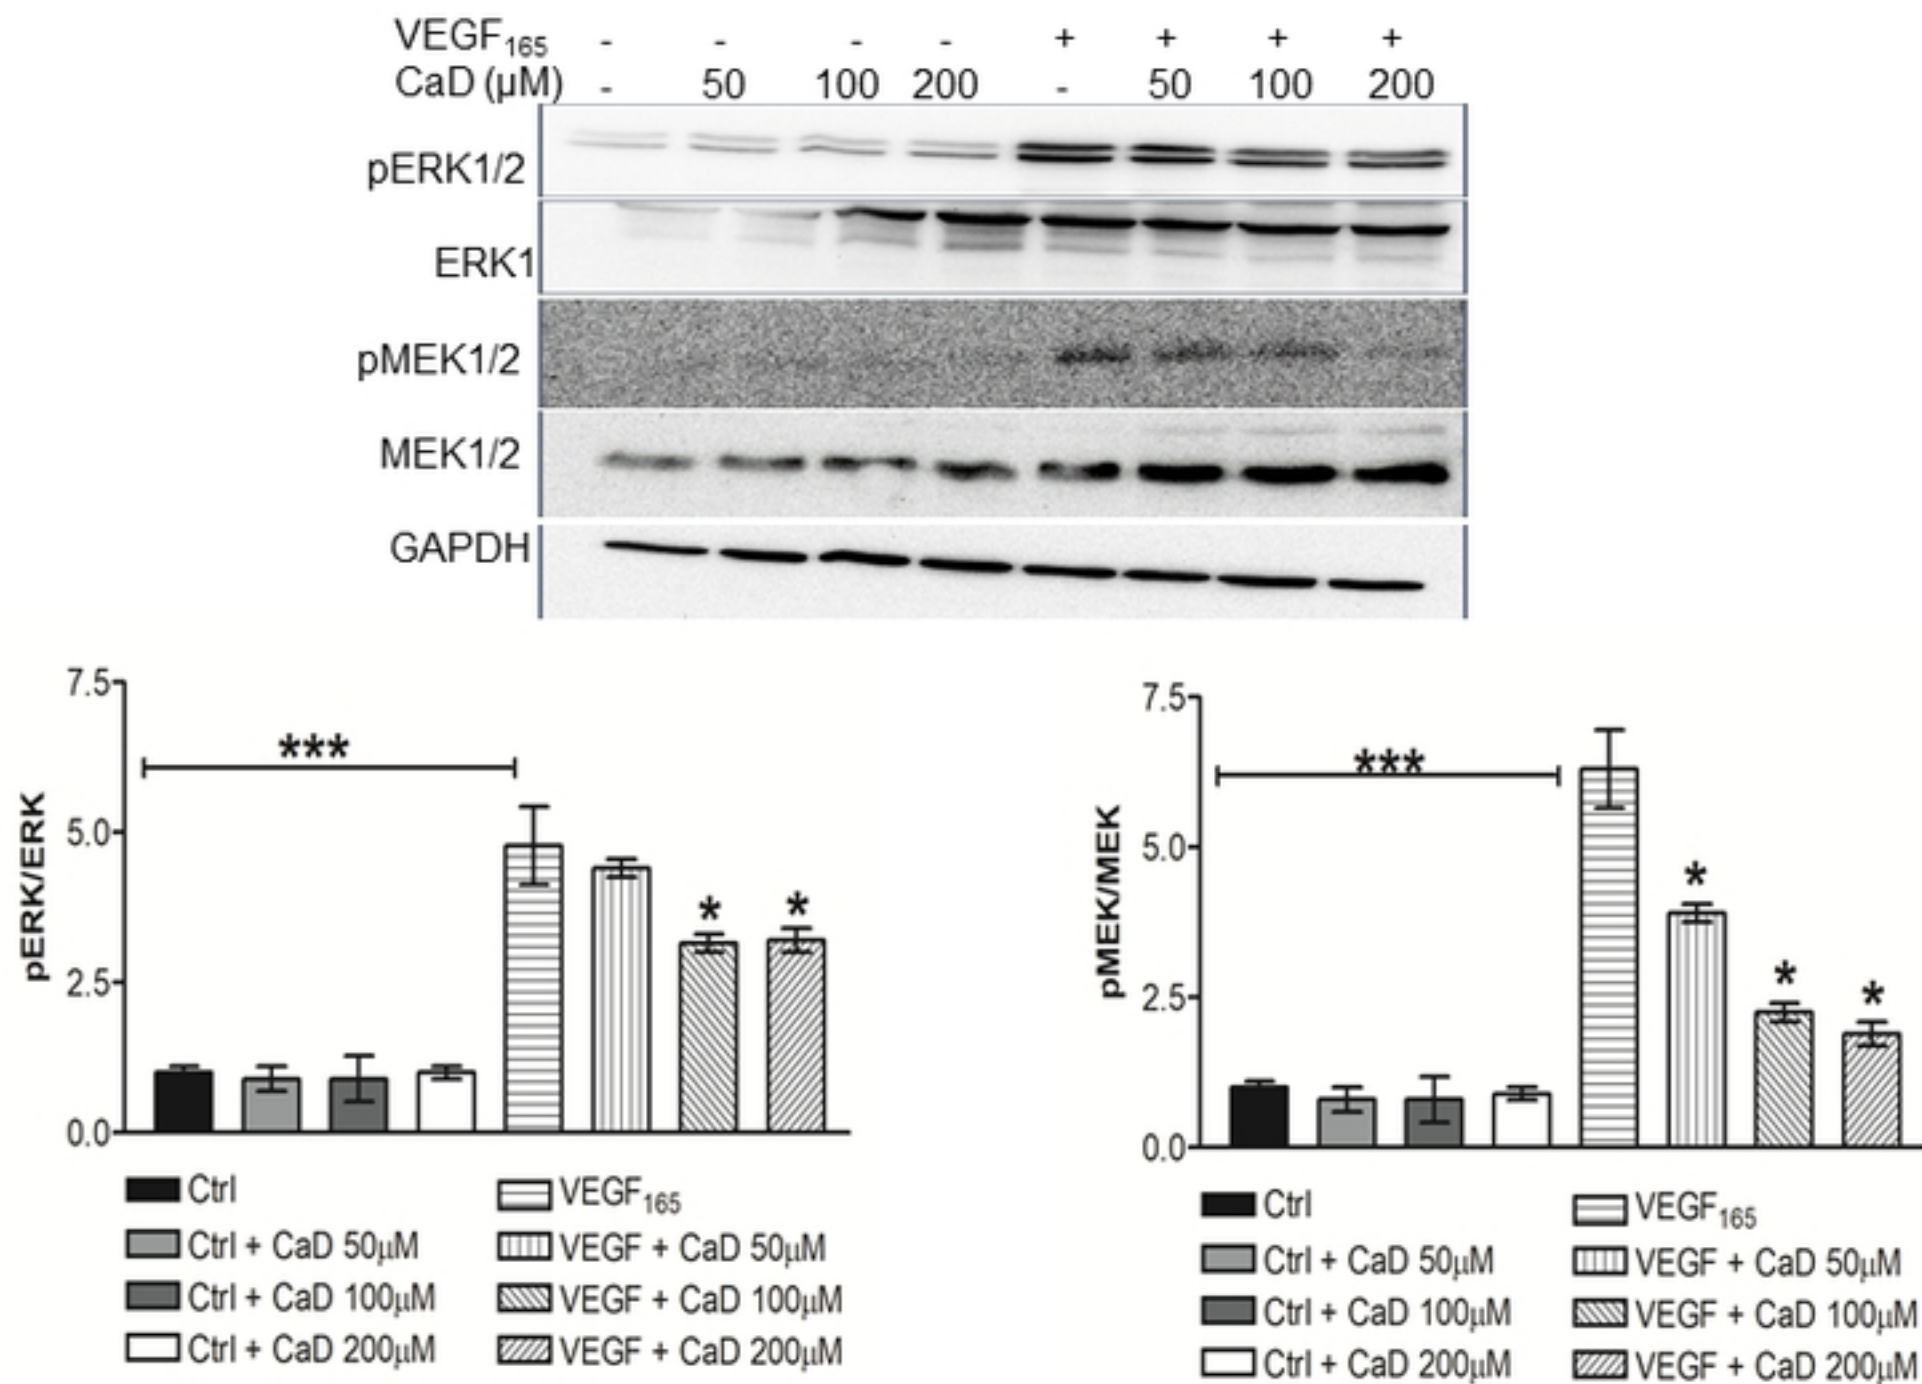 VEGF165 - - - - + + + +
CaD (µM) - 50 100 200 - 50 100 200
pERK1/2
ERK1
pMEK1/2
MEK1/2
GAPDH
pERK/ERK
7.5
5.0
2.5
0.0
***
*
*
Ctrl
Ctrl + CaD 50µM
Ctrl + CaD 100µM
Ctrl + CaD 200µM
VEGF165
VEGF + CaD 50µM
VEGF + CaD 100µM
VEGF + CaD 200µM
pMEK/MEK
7.5
5.0
2.5
0.0
***
*
*
*
Ctrl
Ctrl + CaD 50µM
Ctrl + CaD 100µM
Ctrl + CaD 200µM
VEGF165
VEGF + CaD 50µM
VEGF + CaD 100µM
VEGF + CaD 200µM